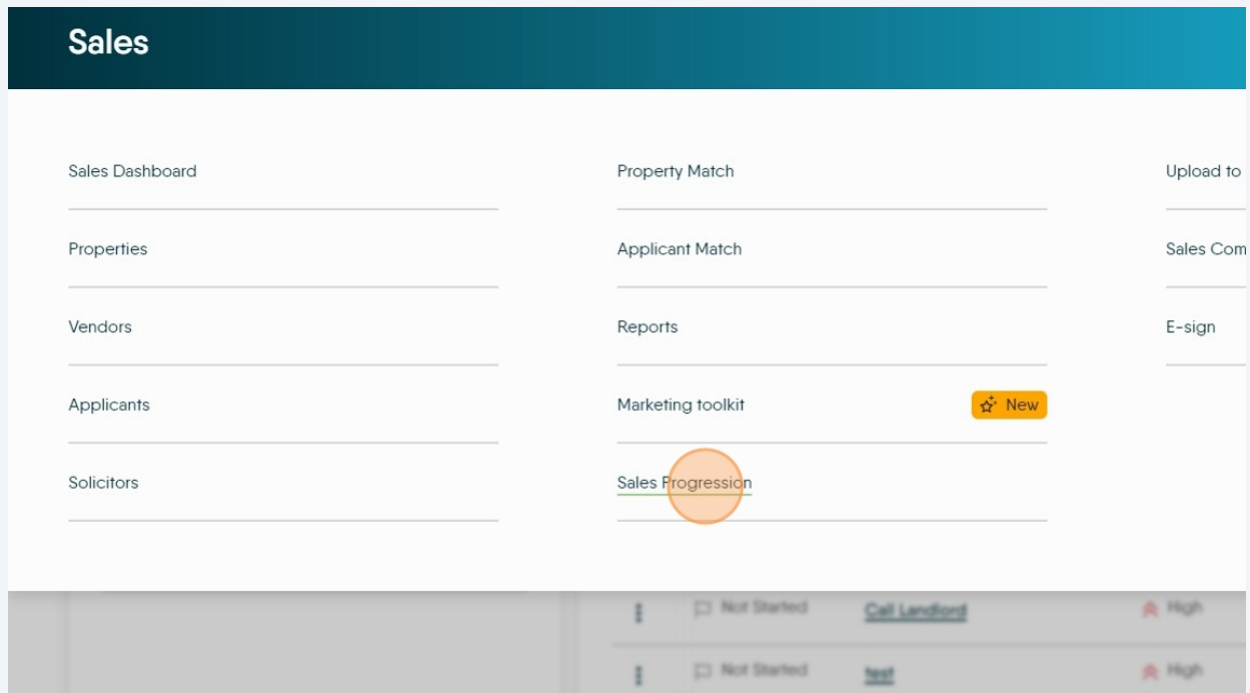 Sales
Sales Dashboard
Property Match
Upload to
Properties
Applicant Match
Sales Com
Vendors
Reports
E-sign
Applicants
Marketing toolkit
New
Solicitors
Sales Progression
Not Started
Call Landlord
High
Not Started
test
High